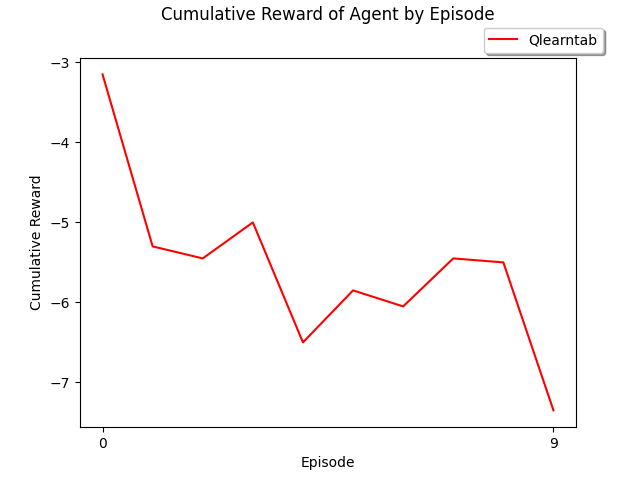 Cumulative Reward of Agent by Episode
Qlearntab
−3
−4
−5
−6
−7
Cumulative Reward
0 9
Episode